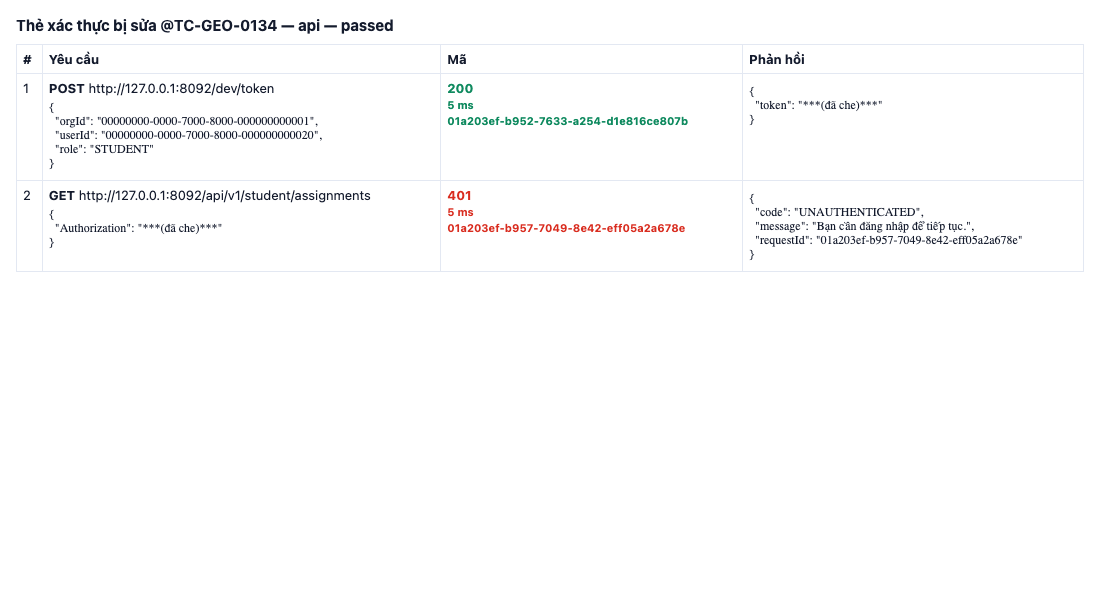 Thẻ xác thực bị sửa @TC-GEO-0134 — api — passed
# Yêu cầu Mã Phản hồi
1 POST http://127.0.0.1:8092/dev/token
{
"orgId": "00000000-0000-7000-8000-000000000001",
"userId": "00000000-0000-7000-8000-000000000020",
"role": "STUDENT"
}
200
5 ms
01a203ef-b952-7633-a254-d1e816ce807b
{
"token": "***(đã che)***"
}
2 GET http://127.0.0.1:8092/api/v1/student/assignments
{
"Authorization": "***(đã che)***"
}
401
5 ms
01a203ef-b957-7049-8e42-eff05a2a678e
{
"code": "UNAUTHENTICATED",
"message": "Bạn cần đăng nhập để tiếp tục.",
"requestId": "01a203ef-b957-7049-8e42-eff05a2a678e"
}